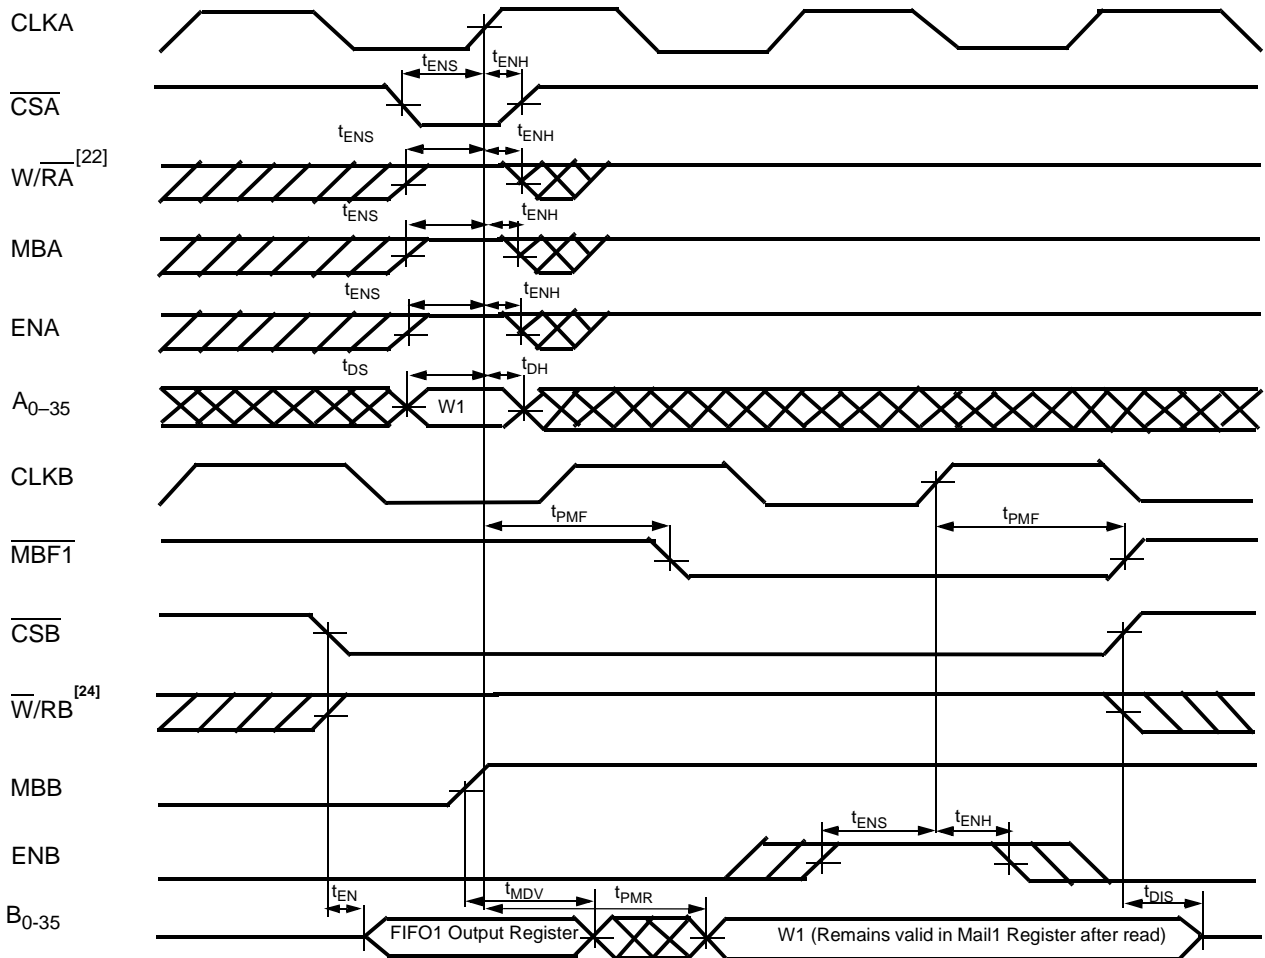 CLKA
tENS tENH
CSA
tENS tENH
W/RA[22]
tENS tENH
MBA
tENS tENH
ENA
tDS tDH
A0–35
W1
CLKB
tPMF tPMF
MBF1
CSB
W/RB[24]
MBB
tENS tENH
ENB
tEN tMDV tPMR tDIS
B0-35
FIFO1 Output Register W1 (Remains valid in Mail1 Register after read)